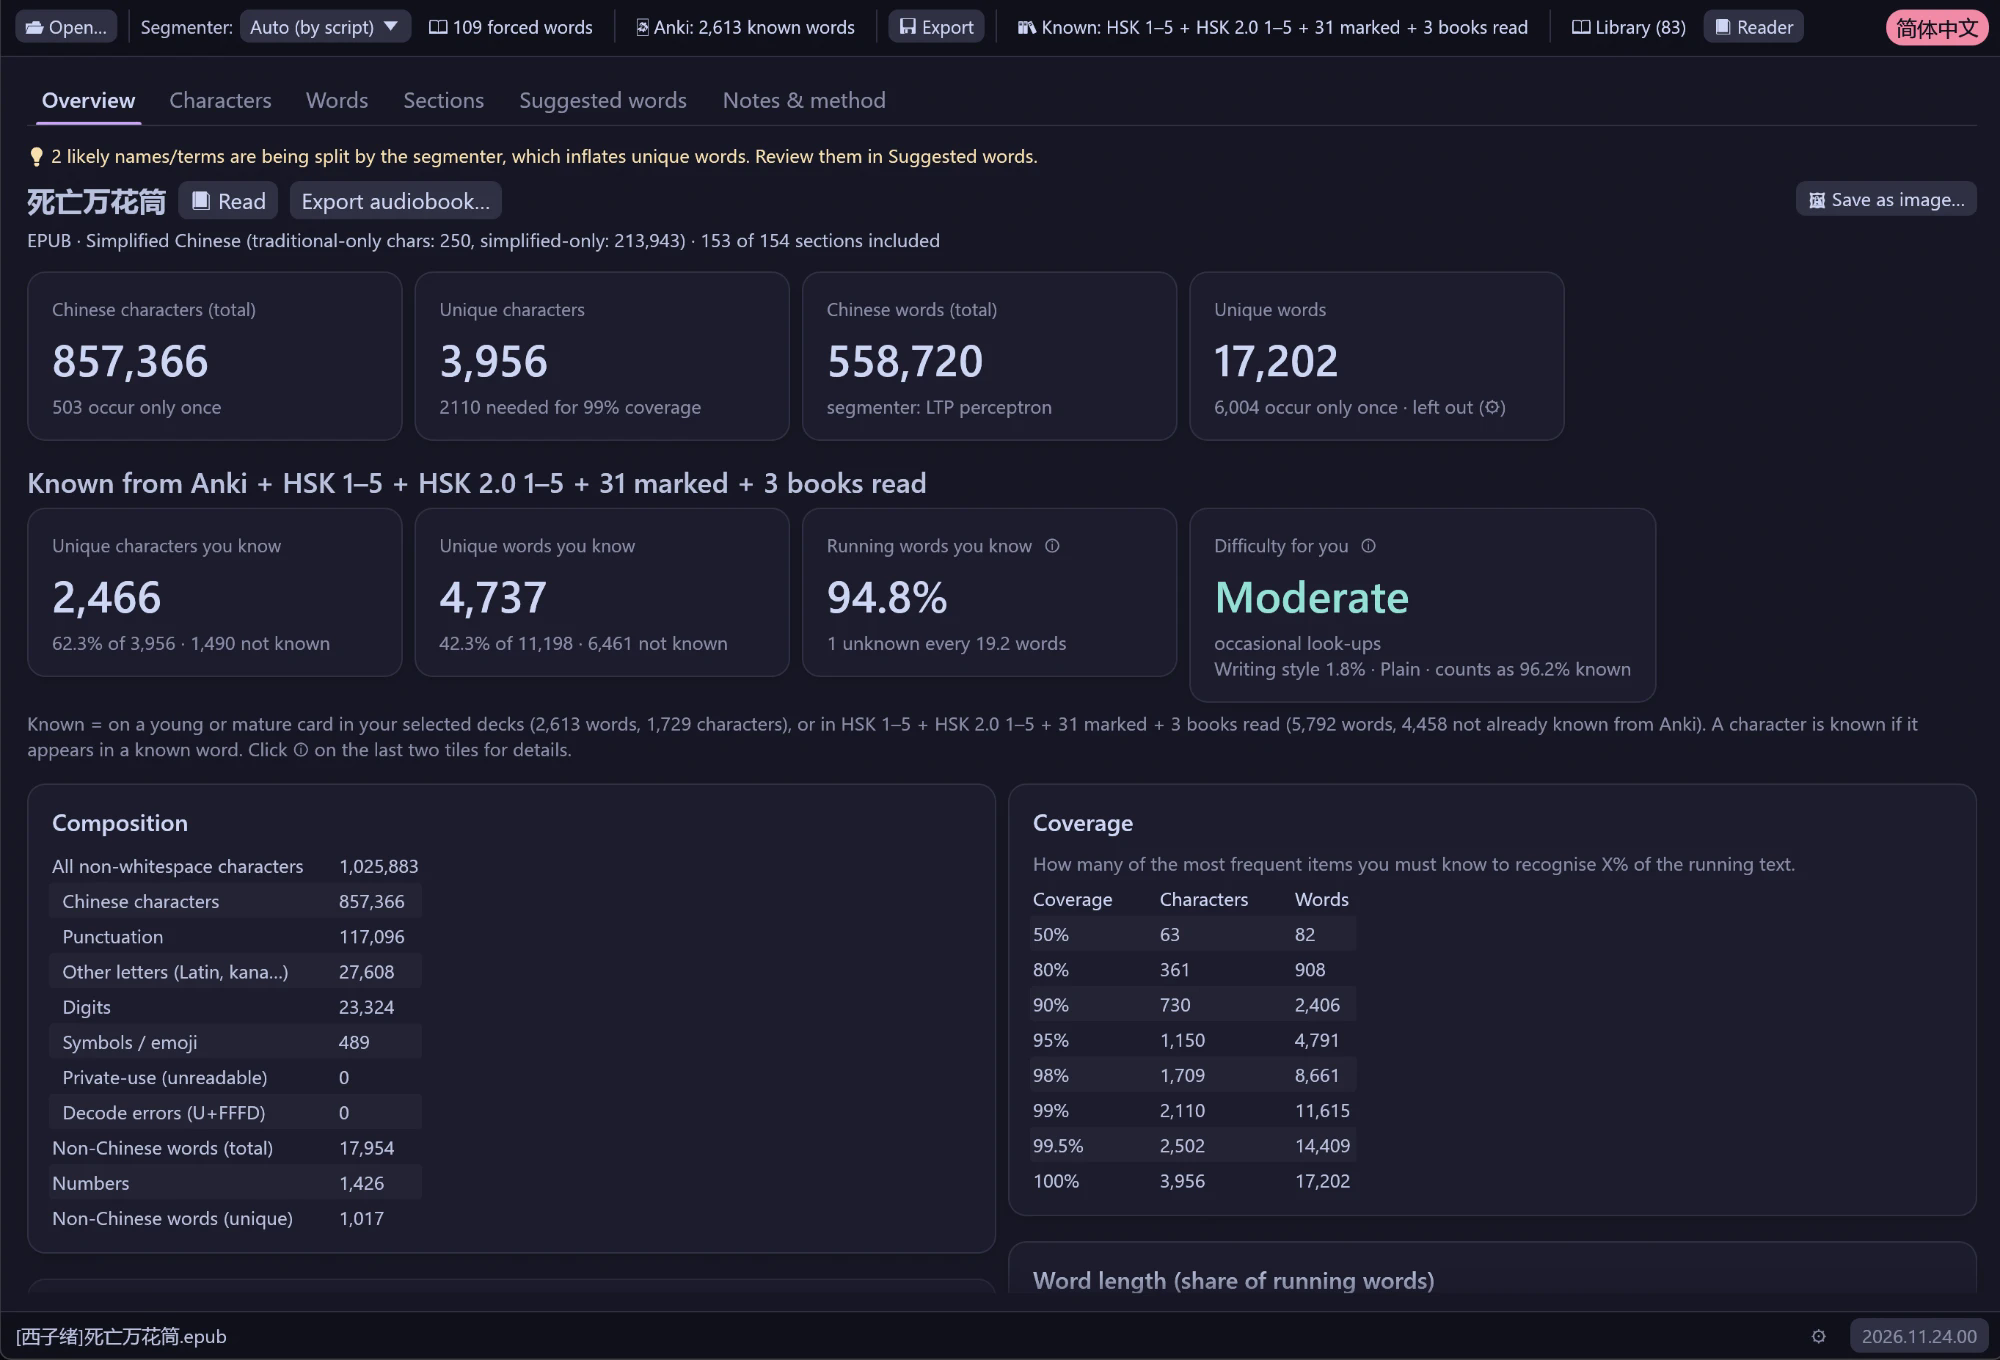 Open...
Segmenter:
Auto (by script)
109 forced words
Anki: 2,613 known words
Export
Known: HSK 1–5 + HSK 2.0 1–5 + 31 marked + 3 books read
Library (83)
Reader
简体中文
Overview
Characters
Words
Sections
Suggested words
Notes & method
2 likely names/terms are being split by the segmenter, which inflates unique words. Review them in Suggested words.
死亡万花筒
Read
Export audiobook...
Save as image...
EPUB · Simplified Chinese (traditional-only chars: 250, simplified-only: 213,943) · 153 of 154 sections included
Chinese characters (total)
857,366
503 occur only once
Unique characters
3,956
2110 needed for 99% coverage
Chinese words (total)
558,720
segmenter: LTP perceptron
Unique words
17,202
6,004 occur only once · left out (⚙)
Known from Anki + HSK 1–5 + HSK 2.0 1–5 + 31 marked + 3 books read
Unique characters you know
2,466
62.3% of 3,956 · 1,490 not known
Unique words you know
4,737
42.3% of 11,198 · 6,461 not known
Running words you know ⓘ
94.8%
1 unknown every 19.2 words
Difficulty for you ⓘ
Moderate
occasional look-ups
Writing style 1.8% · Plain · counts as 96.2% known
Known = on a young or mature card in your selected decks (2,613 words, 1,729 characters), or in HSK 1–5 + HSK 2.0 1–5 + 31 marked + 3 books read (5,792 words, 4,458 not already known from Anki). A character is known if it
appears in a known word. Click ⓘ on the last two tiles for details.
Composition
All non-whitespace characters 1,025,883
Chinese characters 857,366
Punctuation 117,096
Other letters (Latin, kana...) 27,608
Digits 23,324
Symbols / emoji 489
Private-use (unreadable) 0
Decode errors (U+FFFD) 0
Non-Chinese words (total) 17,954
Numbers 1,426
Non-Chinese words (unique) 1,017
Coverage
How many of the most frequent items you must know to recognise X% of the running text.
Coverage Characters Words
50% 63 82
80% 361 908
90% 730 2,406
95% 1,150 4,791
98% 1,709 8,661
99% 2,110 11,615
99.5% 2,502 14,409
100% 3,956 17,202
Word length (share of running words)
[西子绪]死亡万花筒.epub
2026.11.24.00